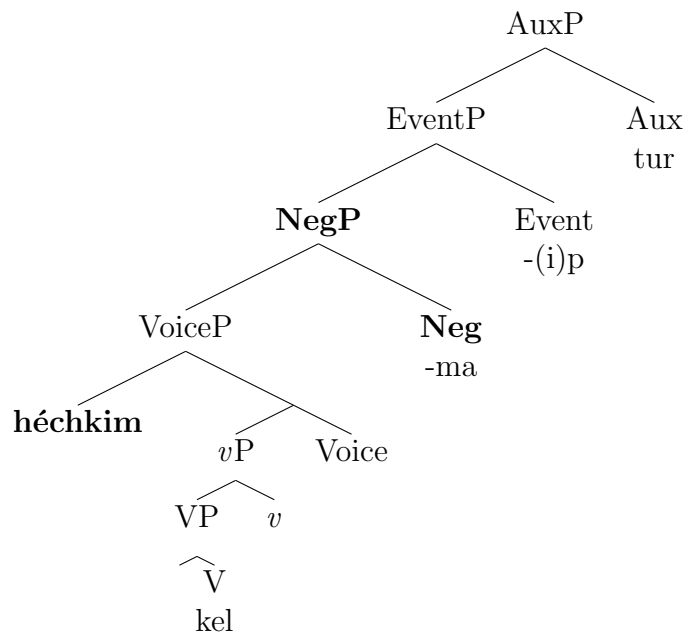 AuxP
EventP Aux
tur
NegP Event
-(i)p
VoiceP Neg
-ma
héchkim
vP Voice
VP v
V
kel